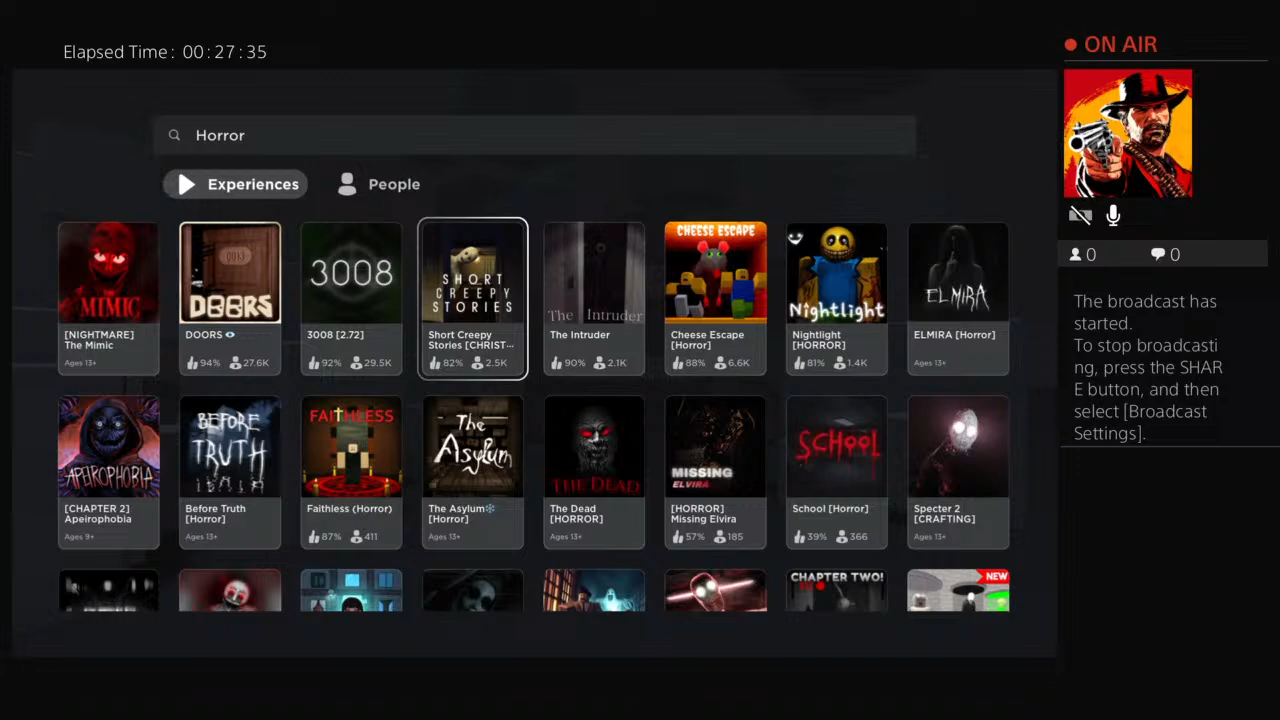 Elapsed Time: 00:27:35
ON AIR
Horror
Experiences
People
0
0
The broadcast has
started.
To stop broadcasti
ng, press the SHAR
E button, and then
select [Broadcast
Settings].
MIMIC
0013
DOORS
3008
SHORT
CREEPY
STORIES
The Intruder
CHEESE ESCAPE
Nightlight
ELMIRA
[NIGHTMARE]
The Mimic
Ages 13+
DOORS
94% 27.6K
3008 [2.72]
92% 29.5K
Short Creepy
Stories [CHRIST...
82% 2.5K
The Intruder
90% 2.1K
Cheese Escape
[Horror]
88% 6.6K
Nightlight
[HORROR]
81% 1.4K
ELMIRA [Horror]
Ages 13+
APEIROPHOBIA
BEFORE
TRUTH
FAITHLESS
The
Asylum
THE DEAD
MISSING
ELVIRA
SCHOOL
[CHAPTER 2]
Apeirophobia
Ages 9+
Before Truth
[Horror]
Ages 13+
Faithless (Horror)
87% 411
The Asylum❄
[Horror]
Ages 13+
The Dead
[HORROR]
Ages 13+
[HORROR]
Missing Elvira
57% 185
School [Horror]
39% 366
Specter 2
[CRAFTING]
Ages 13+
CHAPTER TWO!
NEW